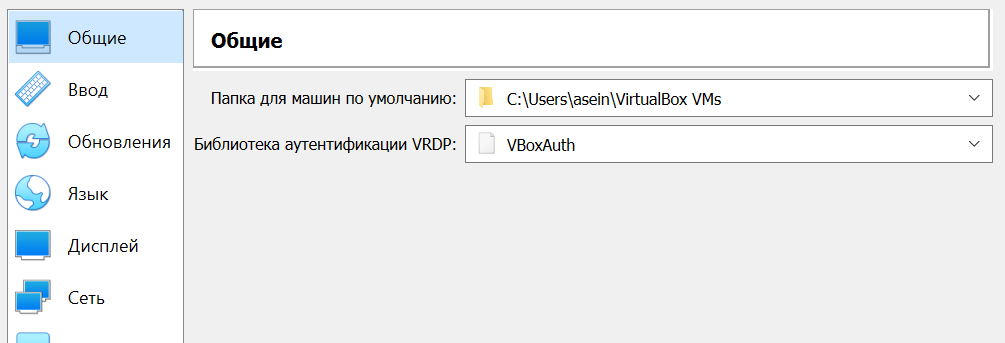 Общие
Ввод
Обновления
Язык
Дисплей
Сеть
Общие
Папка для машин по умолчанию: C:\Users\asein\VirtualBox VMs
Библиотека аутентификации VRDP: VBoxAuth